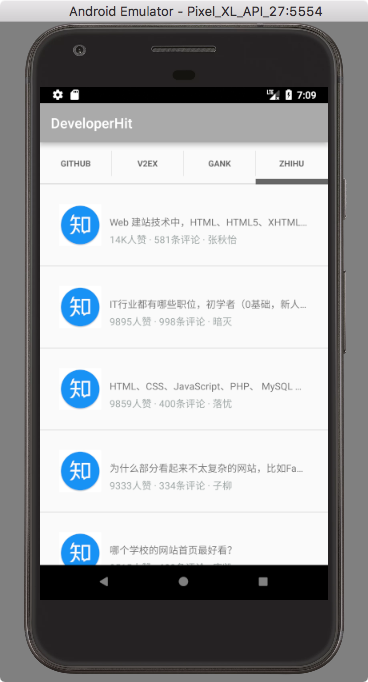 Android Emulator - Pixel_XL_API_27:5554
LTE
7:09
DeveloperHit
GITHUB
V2EX
GANK
ZHIHU
知
Web 建站技术中，HTML、HTML5、XHTML...
14K人赞 · 581条评论 · 张秋怡
知
IT行业都有哪些职位，初学者（0基础，新人...
9895人赞 · 998条评论 · 暗灭
知
HTML、CSS、JavaScript、PHP、 MySQL ...
9859人赞 · 400条评论 · 落忧
知
为什么部分看起来不太复杂的网站，比如Fa...
9333人赞 · 334条评论 · 子柳
知
哪个学校的网站首页最好看？